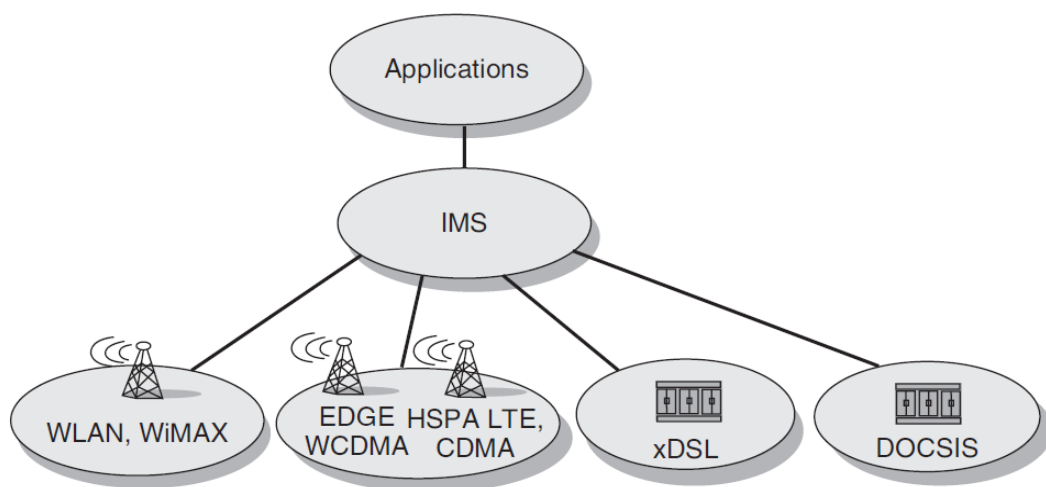 Applications
IMS
WLAN, WiMAX
EDGE
WCDMA
HSPA LTE,
CDMA
xDSL
DOCSIS